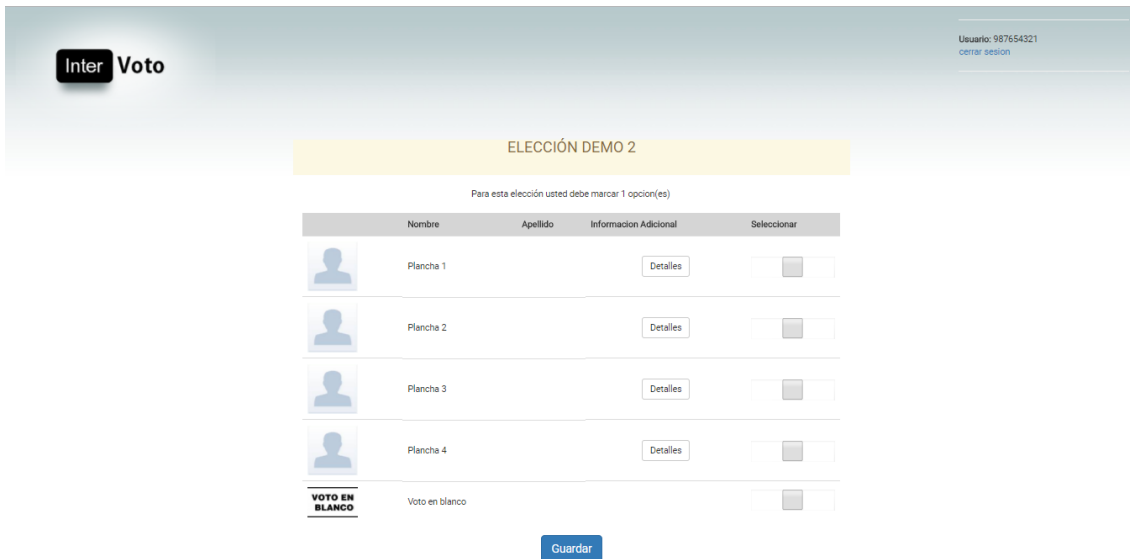 Inter Voto
Usuario: 987654321
cerrar sesion
ELECCIÓN DEMO 2
Para esta elección usted debe marcar 1 opcion(es)
Nombre Apellido Informacion Adicional Seleccionar
Plancha 1 Detalles
Plancha 2 Detalles
Plancha 3 Detalles
Plancha 4 Detalles
VOTO EN
BLANCO
Voto en blanco
Guardar